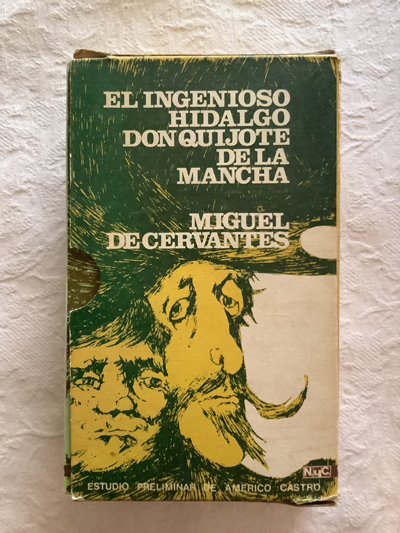 EL INGENIOSO
HIDALGO
DON QUIJOTE
DE LA
MANCHA
MIGUEL
DE CERVANTES
NyC
ESTUDIO PRELIMINAR DE AMERICO CASTRO